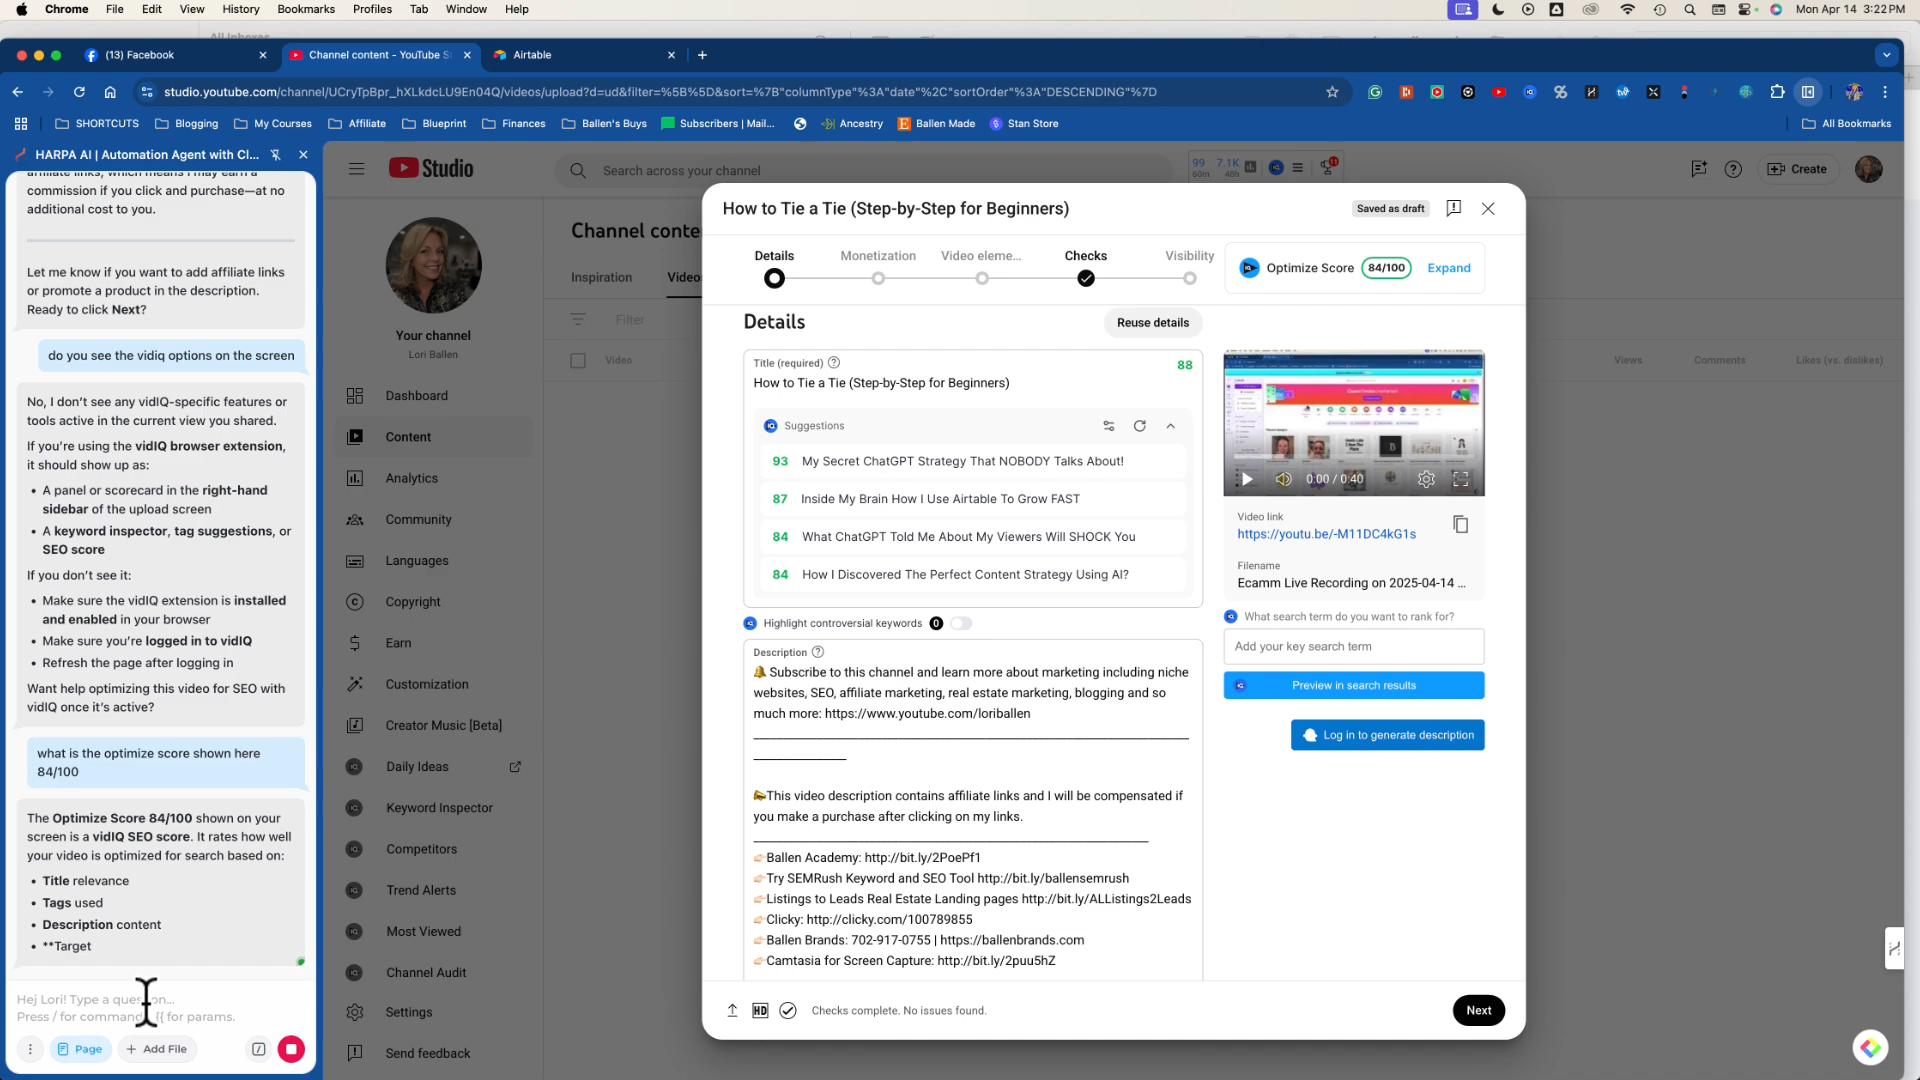 Chrome File Edit View History Bookmarks Profiles Tab Window Help
Mon Apr 14 3:22 PM
All Inboxes
(13) Facebook
Channel content - YouTube S
Airtable
studio.youtube.com/channel/UCryTpBpr_hXLkdcLU9En04Q/videos/upload?d=ud&filter=%5B%5D&sort=%7B"columnType"%3A"date"%2C"sortOrder"%3A"DESCENDING"%7D
SHORTCUTS Blogging My Courses Affiliate Blueprint Finances Ballen's Buys Subscribers | Mail... Ancestry Ballen Made Stan Store All Bookmarks
HARPA AI | Automation Agent with Cl...
affiliate links, which means I may earn a
commission if you click and purchase—at no
additional cost to you.
Let me know if you want to add affiliate links
or promote a product in the description.
Ready to click Next?
do you see the vidiq options on the screen
No, I don't see any vidIQ-specific features or
tools active in the current view you shared.
If you're using the vidIQ browser extension,
it should show up as:
• A panel or scorecard in the right-hand
sidebar of the upload screen
• A keyword inspector, tag suggestions, or
SEO score
If you don't see it:
• Make sure the vidIQ extension is installed
and enabled in your browser
• Make sure you're logged in to vidIQ
• Refresh the page after logging in
Want help optimizing this video for SEO with
vidIQ once it's active?
what is the optimize score shown here
84/100
The Optimize Score 84/100 shown on your
screen is a vidIQ SEO score. It rates how well
your video is optimized for search based on:
• Title relevance
• Tags used
• Description content
• **Target
Hej Lori! Type a question...
Press / for command {{ for params.
Page
+ Add File
Studio
Search across your channel
99 7.1K
60m 48h
11
Create
Your channel
Lori Ballen
Dashboard
Content
Analytics
Community
Languages
Copyright
Earn
Customization
Creator Music [Beta]
Daily Ideas
Keyword Inspector
Competitors
Trend Alerts
Most Viewed
Channel Audit
Settings
Send feedback
Channel conte
Inspiration Video
Filter
Video
Views Comments Likes (vs. dislikes)
How to Tie a Tie (Step-by-Step for Beginners)
Saved as draft
Details Monetization Video eleme... Checks Visibility
Optimize Score 84/100 Expand
Details
Reuse details
Title (required)
88
How to Tie a Tie (Step-by-Step for Beginners)
Suggestions
93 My Secret ChatGPT Strategy That NOBODY Talks About!
87 Inside My Brain How I Use Airtable To Grow FAST
84 What ChatGPT Told Me About My Viewers Will SHOCK You
84 How I Discovered The Perfect Content Strategy Using AI?
Highlight controversial keywords 0
Description
🔔 Subscribe to this channel and learn more about marketing including niche
websites, SEO, affiliate marketing, real estate marketing, blogging and so
much more: https://www.youtube.com/loriballen
📣This video description contains affiliate links and I will be compensated if
you make a purchase after clicking on my links.
👉🏻Ballen Academy: http://bit.ly/2PoePf1
👉🏻Try SEMRush Keyword and SEO Tool http://bit.ly/ballensemrush
👉🏻Listings to Leads Real Estate Landing pages http://bit.ly/ALListings2Leads
👉🏻Clicky: http://clicky.com/100789855
👉🏻Ballen Brands: 702-917-0755 | https://ballenbrands.com
👉🏻Camtasia for Screen Capture: http://bit.ly/2puu5hZ
0:00 / 0:40
Video link
https://youtu.be/-M11DC4kG1s
Filename
Ecamm Live Recording on 2025-04-14 ...
What search term do you want to rank for?
Add your key search term
Preview in search results
Log in to generate description
HD
Checks complete. No issues found.
Next